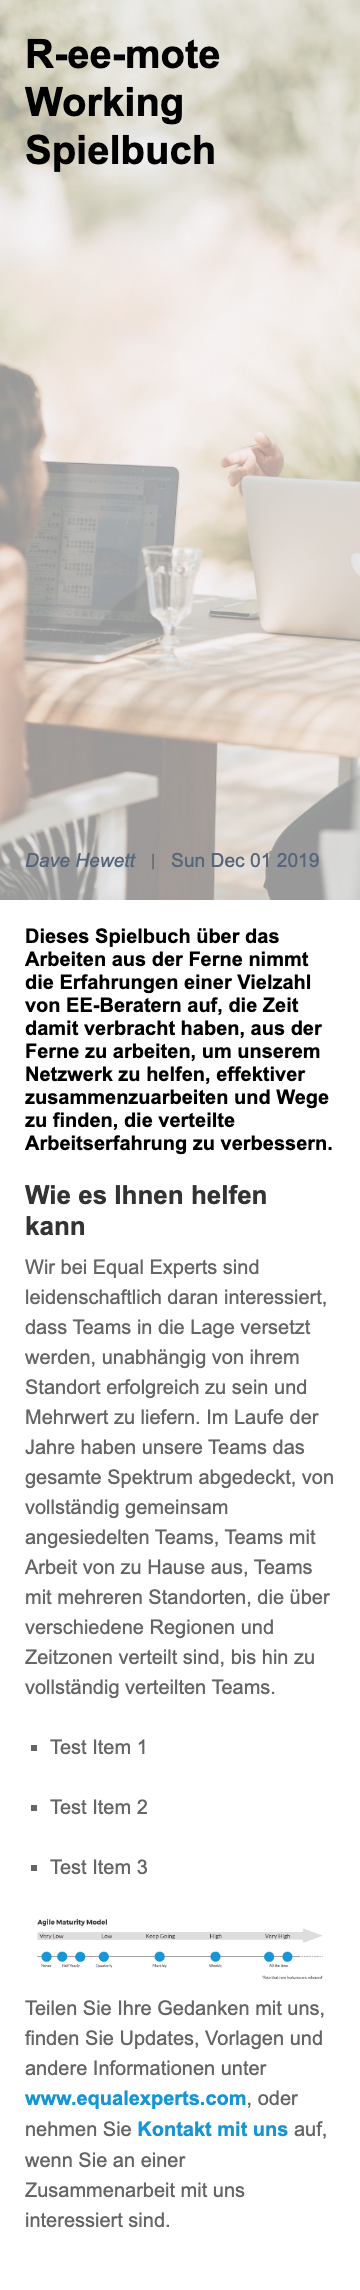 R-ee-mote
Working
Spielbuch
Dave Hewett | Sun Dec 01 2019
Dieses Spielbuch über das
Arbeiten aus der Ferne nimmt
die Erfahrungen einer Vielzahl
von EE-Beratern auf, die Zeit
damit verbracht haben, aus der
Ferne zu arbeiten, um unserem
Netzwerk zu helfen, effektiver
zusammenzuarbeiten und Wege
zu finden, die verteilte
Arbeitserfahrung zu verbessern.
Wie es Ihnen helfen
kann
Wir bei Equal Experts sind
leidenschaftlich daran interessiert,
dass Teams in die Lage versetzt
werden, unabhängig von ihrem
Standort erfolgreich zu sein und
Mehrwert zu liefern. Im Laufe der
Jahre haben unsere Teams das
gesamte Spektrum abgedeckt, von
vollständig gemeinsam
angesiedelten Teams, Teams mit
Arbeit von zu Hause aus, Teams
mit mehreren Standorten, die über
verschiedene Regionen und
Zeitzonen verteilt sind, bis hin zu
vollständig verteilten Teams.
Test Item 1
Test Item 2
Test Item 3
Agile Maturity Model
Very Low Low Keep Going High Very High
Never Half Yearly Quarterly Monthly Weekly All the time
Teilen Sie Ihre Gedanken mit uns,
finden Sie Updates, Vorlagen und
andere Informationen unter
www.equalexperts.com, oder
nehmen Sie Kontakt mit uns auf,
wenn Sie an einer
Zusammenarbeit mit uns
interessiert sind.